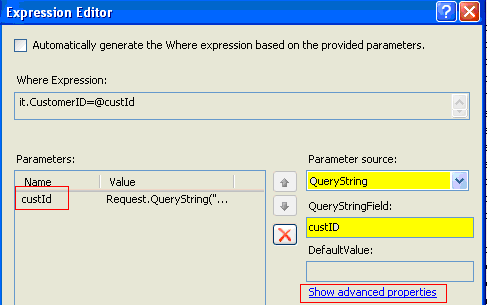 Expression Editor
Automatically generate the Where expression based on the provided parameters.
Where Expression:
it.CustomerID=@custId
Parameters:
Parameter source:
Name Value
QueryString
custId Request.QueryString("...
QueryStringField:
custID
DefaultValue:
Show advanced properties